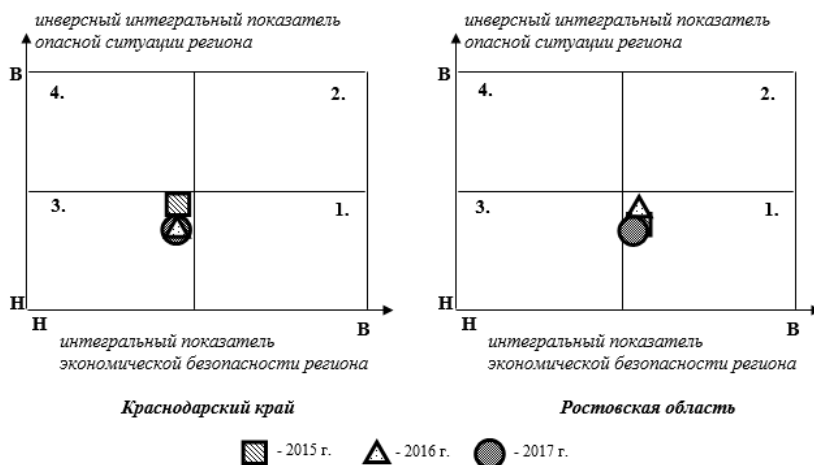 инверсный интегральный показатель
опасной ситуации региона
В
4.
2.
3.
1.
Н
Н
В
интегральный показатель
экономической безопасности региона
Краснодарский край
инверсный интегральный показатель
опасной ситуации региона
В
4.
2.
3.
1.
Н
Н
В
интегральный показатель
экономической безопасности региона
Ростовская область
- 2015 г.
- 2016 г.
- 2017 г.